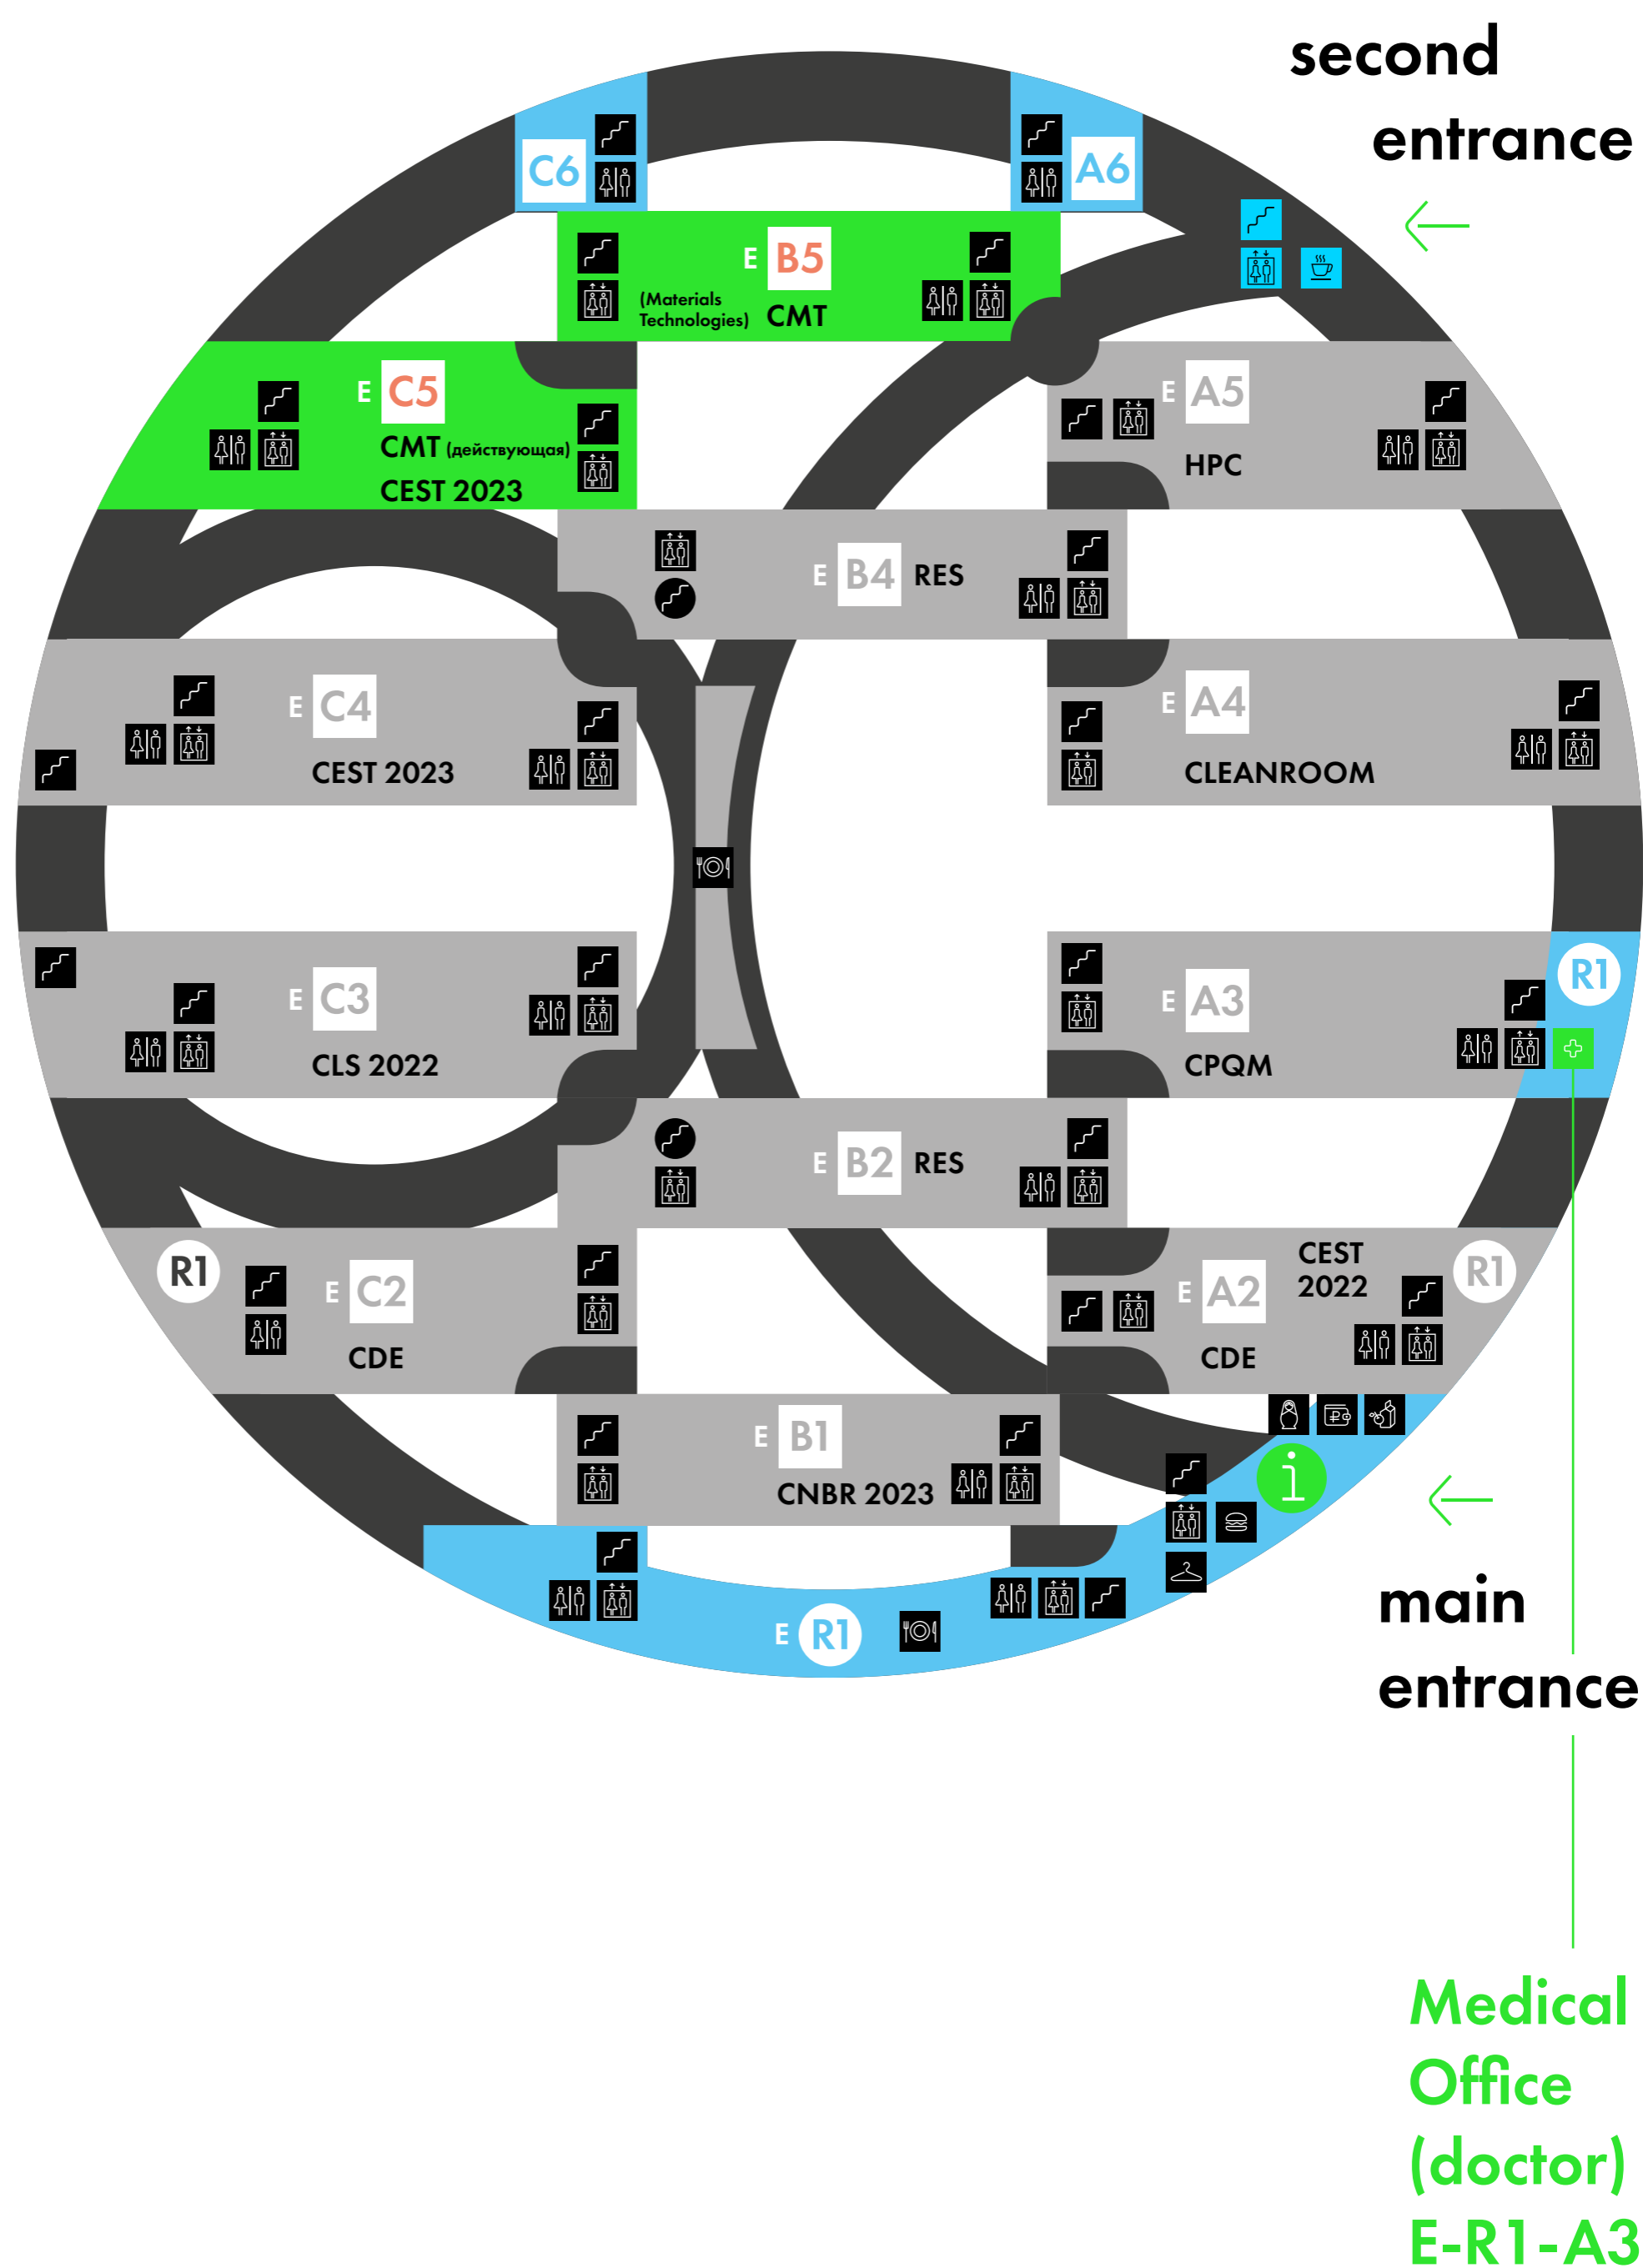 second
entrance
C6
A6
E B5
(Materials
Technologies) CMT
E C5
CMT (действующая)
CEST 2023
E A5
HPC
E B4 RES
E C4
CEST 2023
E A4
CLEANROOM
E C3
CLS 2022
E A3
CPQM
R1
E B2 RES
R1
E C2
CDE
CEST
2022
E A2
CDE
R1
E B1
CNBR 2023
i
E R1
main
entrance
Medical
Office
(doctor)
E-R1-A3